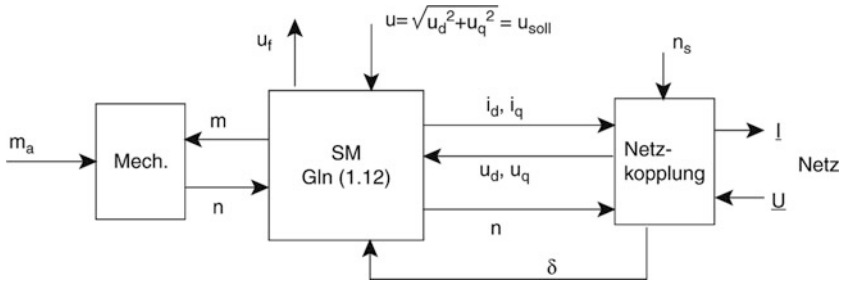 u_f
u=√(u_d²+u_q²) = u_soll
n_s
m_a
Mech.
m
n
SM
Gln (1.12)
i_d, i_q
u_d, u_q
n
Netz-
kopplung
I
Netz
U
δ